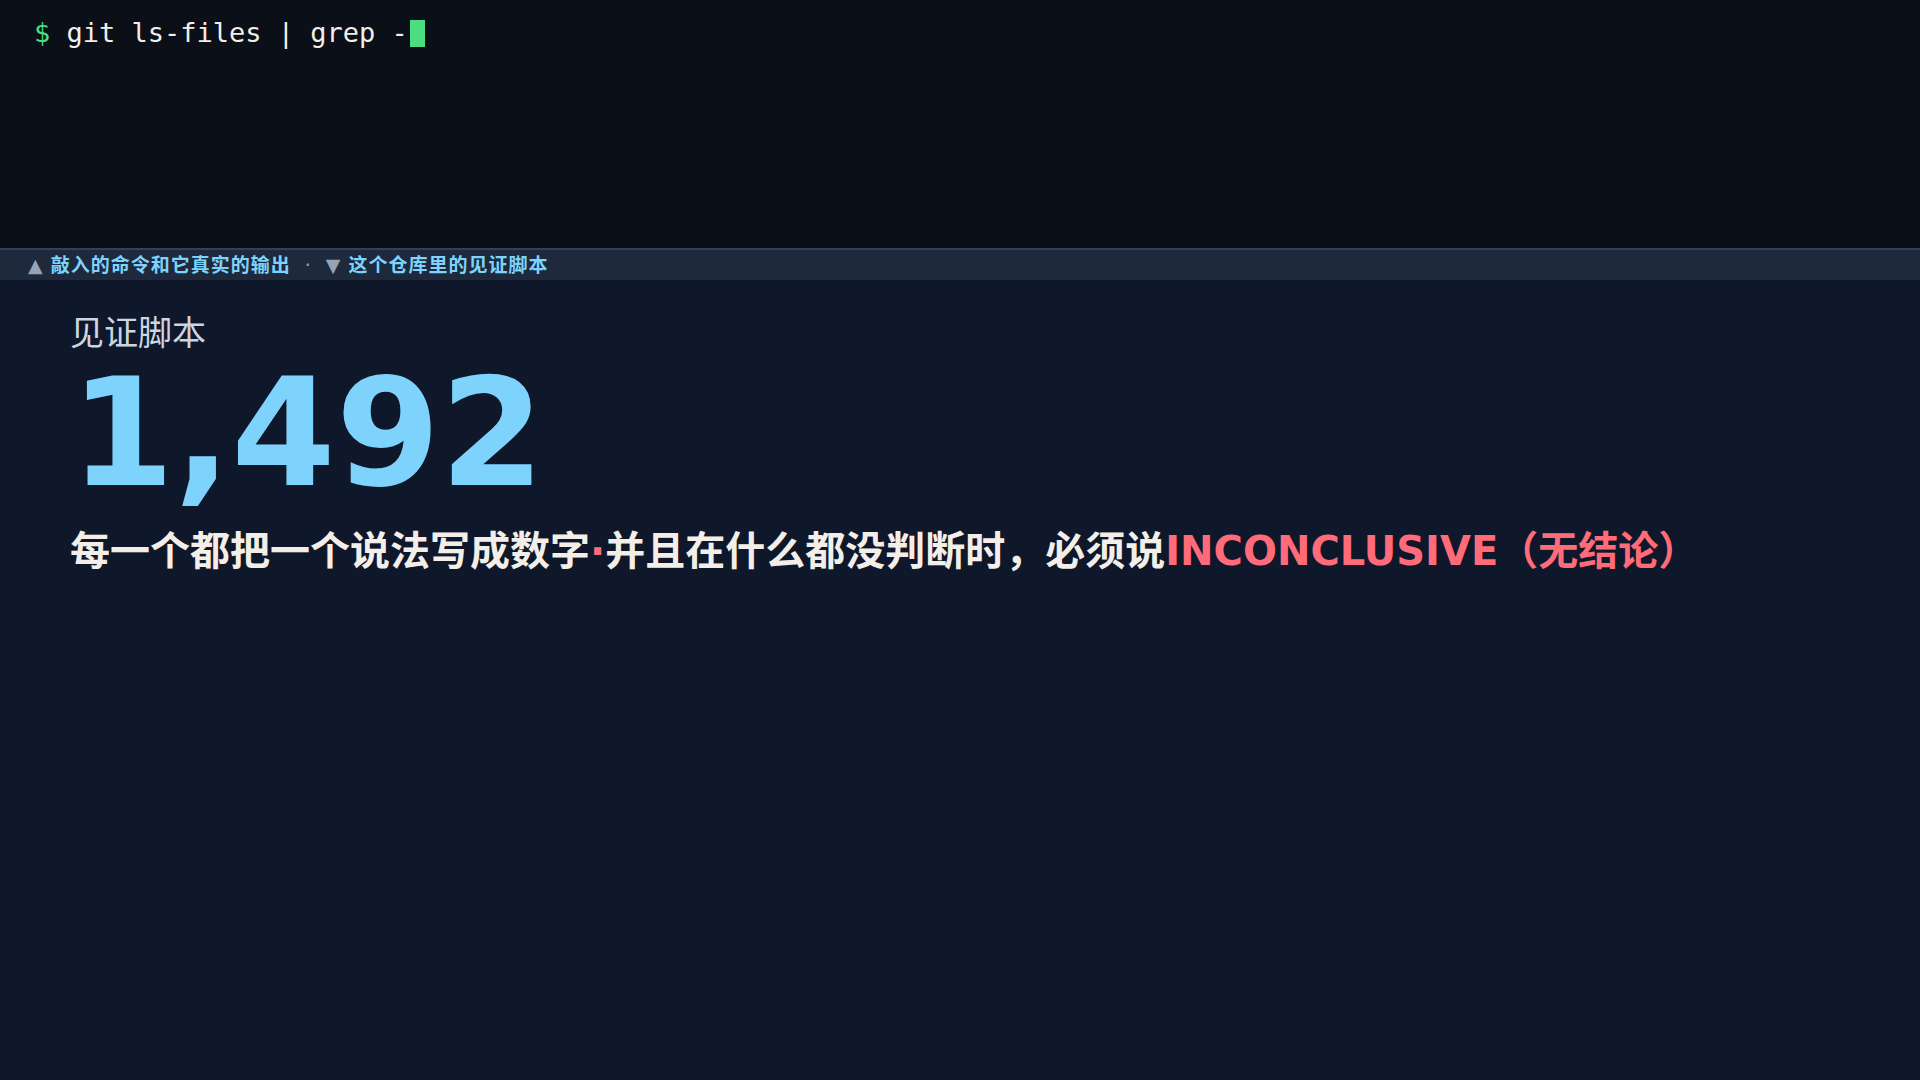 $ git ls-files | grep -
▲ 敲入的命令和它真实的输出 · ▼ 这个仓库里的见证脚本
见证脚本
1,492
每一个都把一个说法写成数字·并且在什么都没判断时，必须说INCONCLUSIVE（无结论）